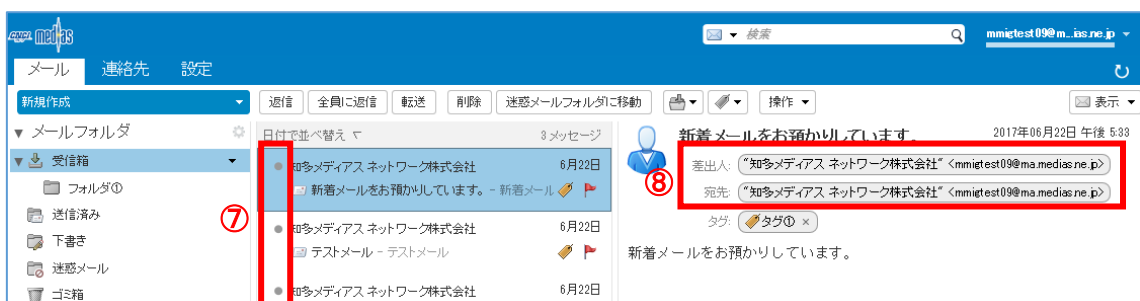 cncr medias
検索
mmigtest09@m...ias.ne.jp
メール 連絡先 設定
新規作成
返信 全員に返信 転送 削除 迷惑メールフォルダに移動 操作 表示
メールフォルダ
日付で並べ替え 3メッセージ
受信箱
フォルダ①
送信済み
下書き
迷惑メール
ゴミ箱
⑦
知多メディアス ネットワーク株式会社 6月22日
新着メールをお預かりしています。 - 新着メール
知多メディアス ネットワーク株式会社 6月22日
テストメール - テストメール
知多メディアス ネットワーク株式会社 6月22日
新着メールをお預かりしています。 2017年06月22日 午後 5:33
⑧
差出人: "知多メディアス ネットワーク株式会社" <mmigtest09@ma.medias.ne.jp>
宛先: "知多メディアス ネットワーク株式会社" <mmigtest09@ma.medias.ne.jp>
タグ: タグ① ×
新着メールをお預かりしています。